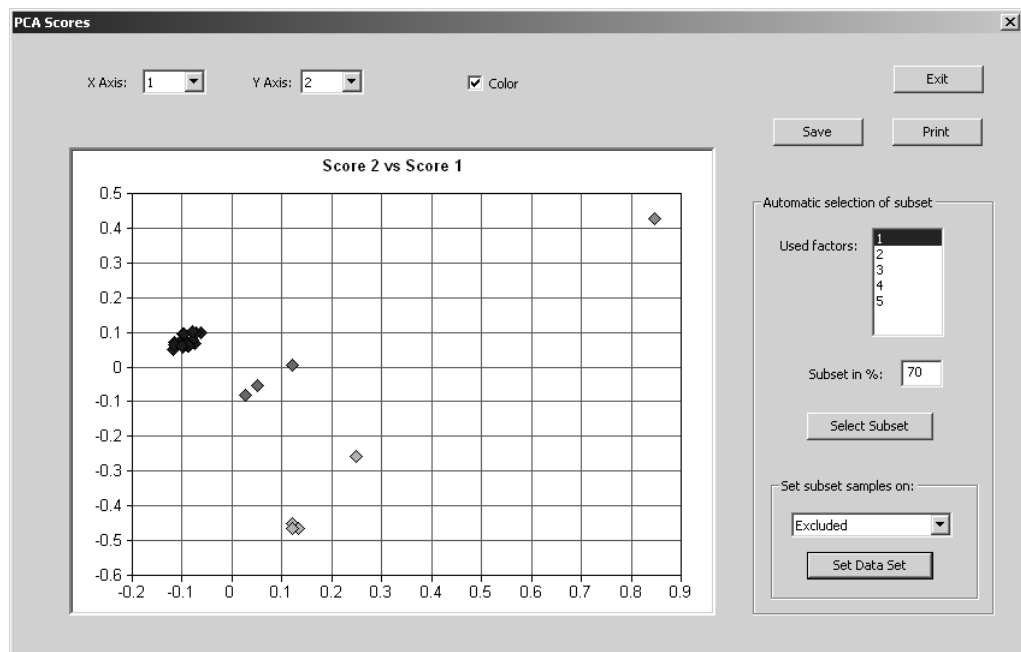 PCA Scores
X Axis: 1
Y Axis: 2
Color
Exit
Save
Print
Score 2 vs Score 1
0.5
0.4
0.3
0.2
0.1
0
-0.1
-0.2
-0.3
-0.4
-0.5
-0.6
-0.2 -0.1 0 0.1 0.2 0.3 0.4 0.5 0.6 0.7 0.8 0.9
Automatic selection of subset
Used factors:
1
2
3
4
5
Subset in %: 70
Select Subset
Set subset samples on:
Excluded
Set Data Set